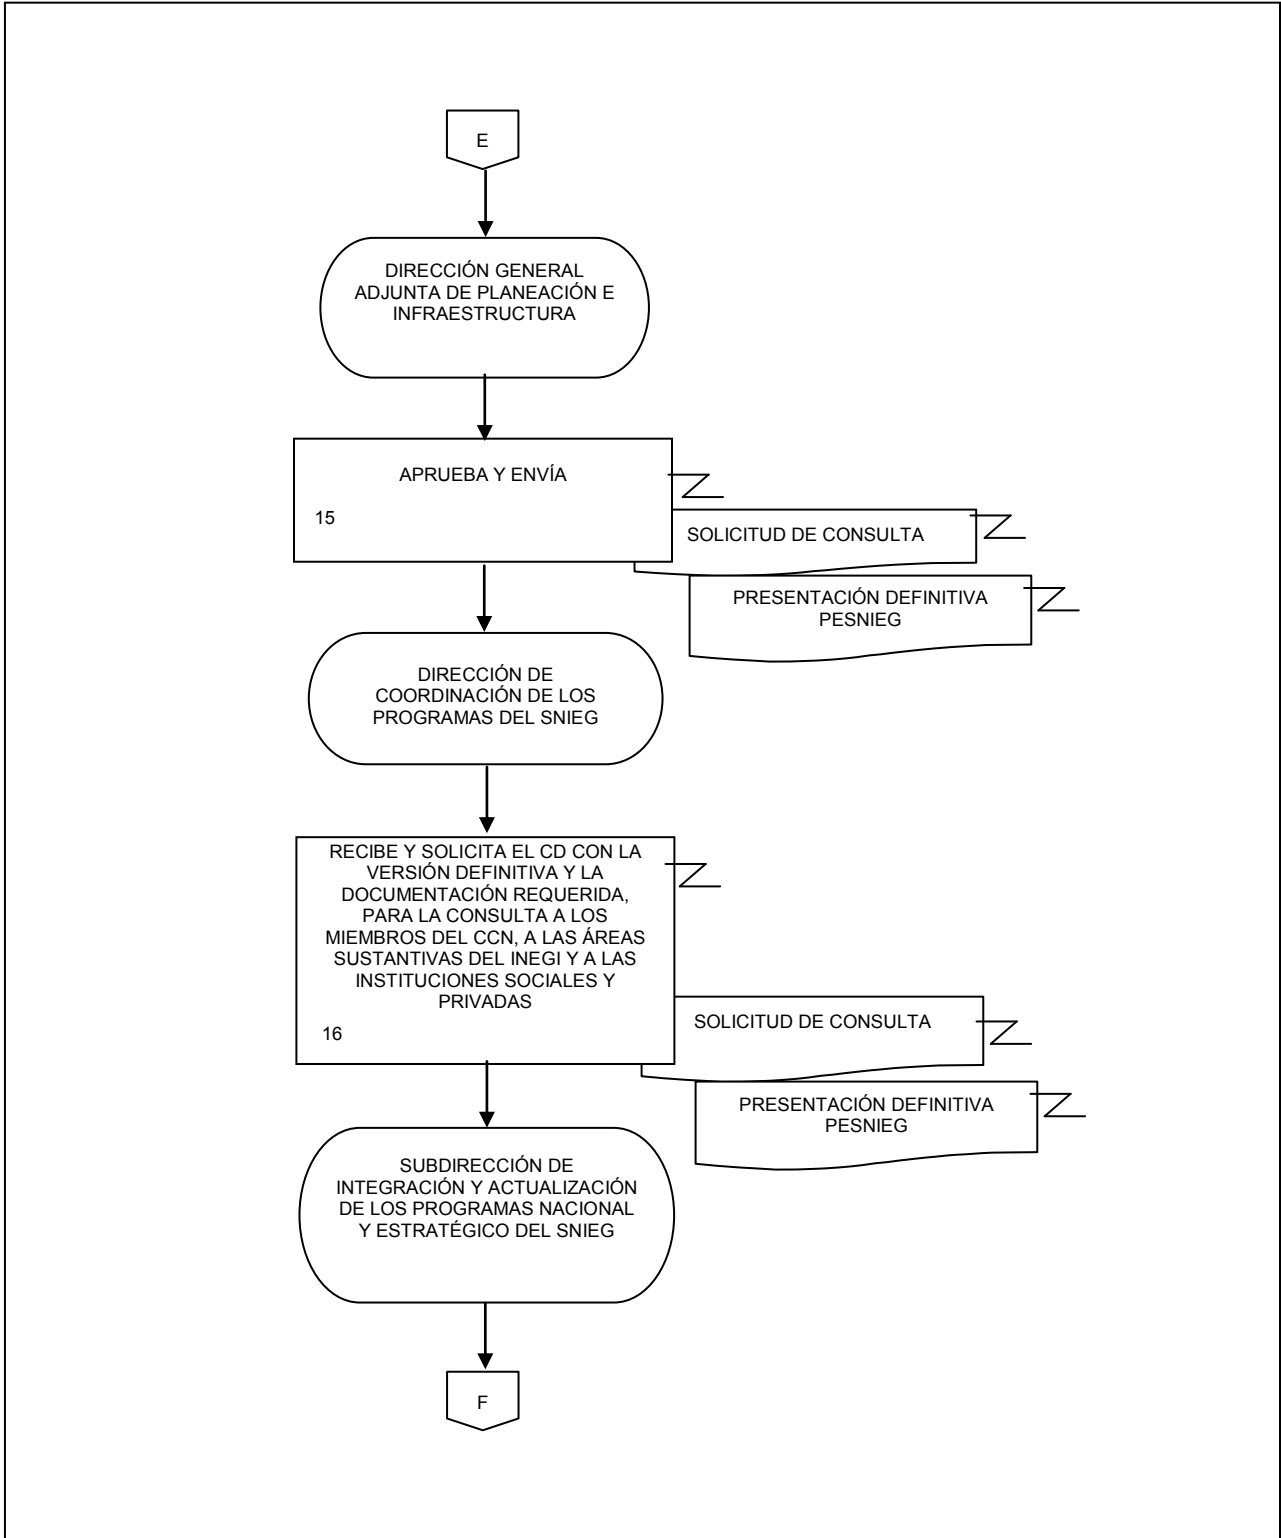 E
DIRECCIÓN GENERAL
ADJUNTA DE PLANEACIÓN E
INFRAESTRUCTURA
APRUEBA Y ENVÍA
15
SOLICITUD DE CONSULTA
PRESENTACIÓN DEFINITIVA
PESNIEG
DIRECCIÓN DE
COORDINACIÓN DE LOS
PROGRAMAS DEL SNIEG
RECIBE Y SOLICITA EL CD CON LA
VERSIÓN DEFINITIVA Y LA
DOCUMENTACIÓN REQUERIDA,
PARA LA CONSULTA A LOS
MIEMBROS DEL CCN, A LAS ÁREAS
SUSTANTIVAS DEL INEGI Y A LAS
INSTITUCIONES SOCIALES Y
PRIVADAS
16
SOLICITUD DE CONSULTA
PRESENTACIÓN DEFINITIVA
PESNIEG
SUBDIRECCIÓN DE
INTEGRACIÓN Y ACTUALIZACIÓN
DE LOS PROGRAMAS NACIONAL
Y ESTRATÉGICO DEL SNIEG
F